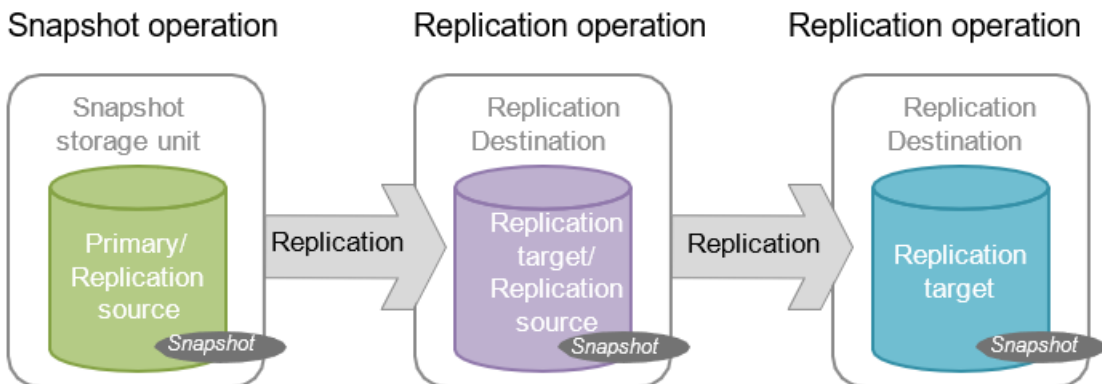 Snapshot operation
Replication operation
Replication operation
Snapshot
storage unit
Replication
Destination
Replication
Destination
Primary/
Replication
source
Replication
Replication
target/
Replication
source
Replication
Replication
target
Snapshot
Snapshot
Snapshot